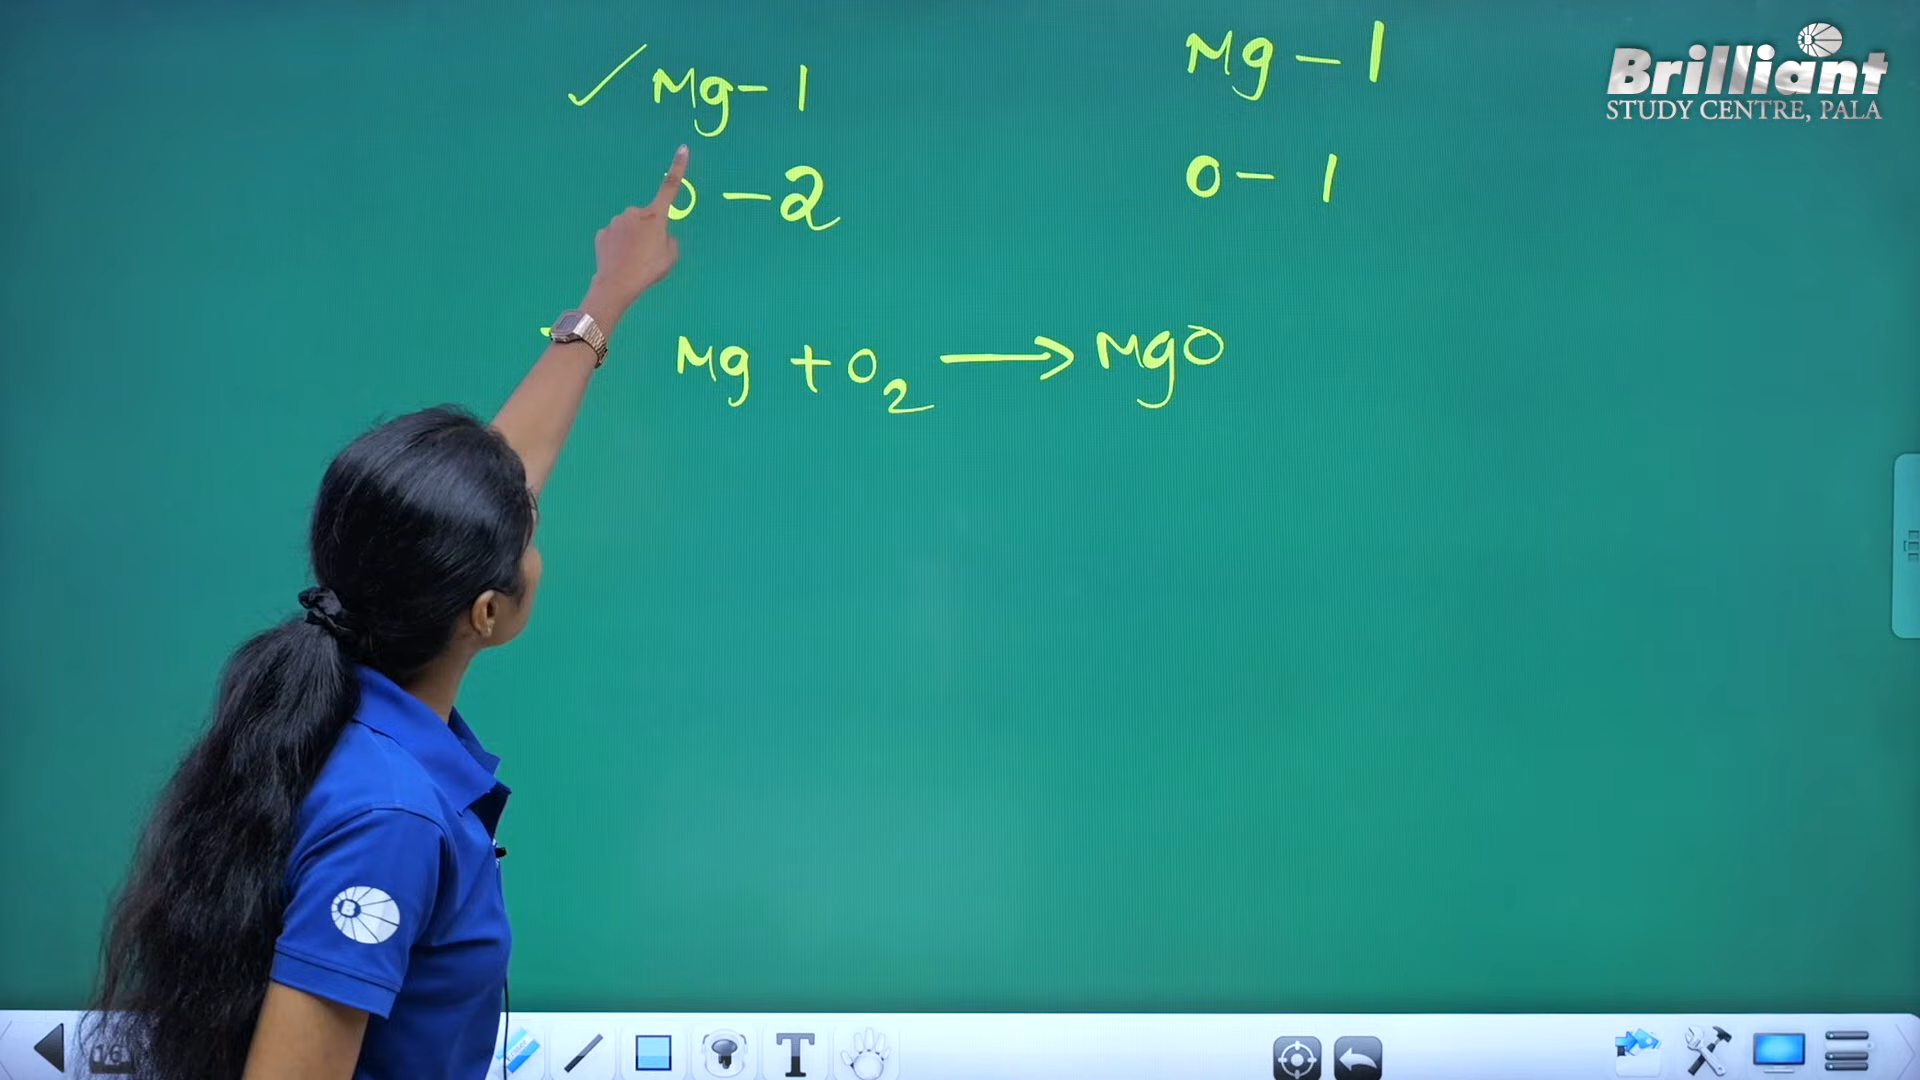 ✓ Mg - 1
O - 2
Mg - 1
O - 1
Mg + O₂ ⟶ MgO
Brilliant
STUDY CENTRE, PALA
B
T